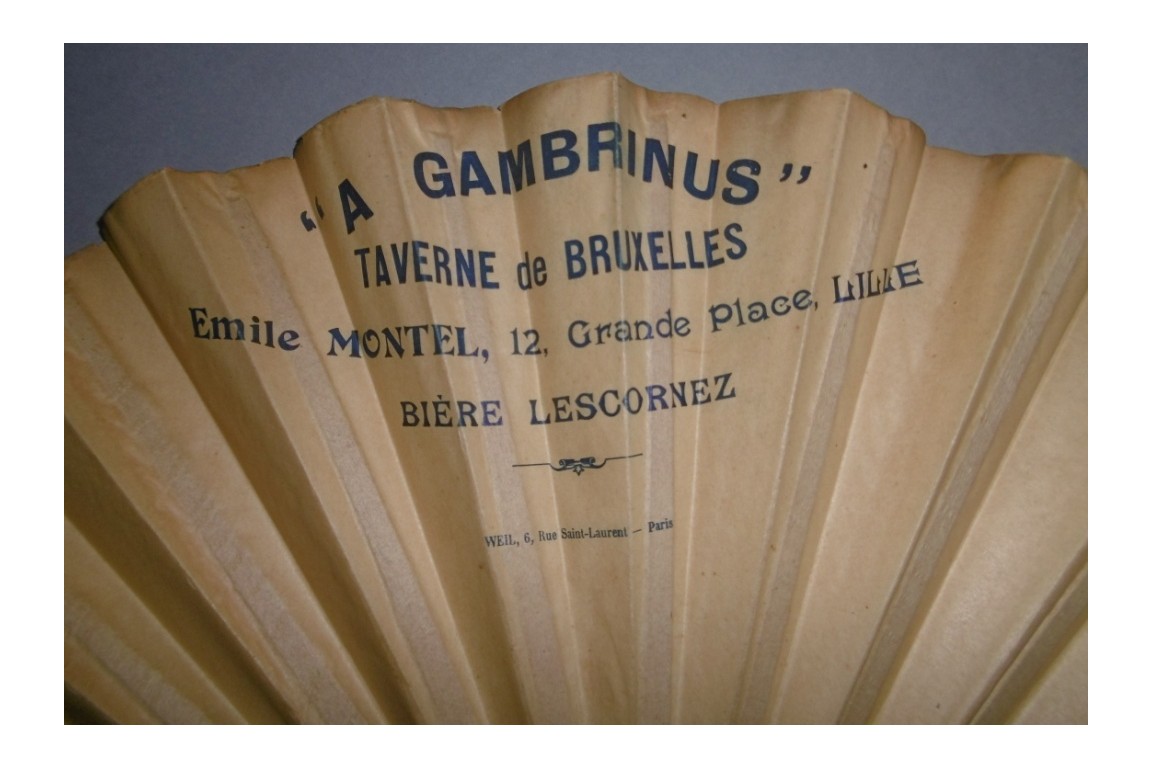 “A GAMBRINUS”
TAVERNE de BRUXELLES
Emile MONTEL, 12, Grande Place, LILLE
BIÈRE LESCORNEZ
WEIL, 6, Rue Saint-Laurent — Paris